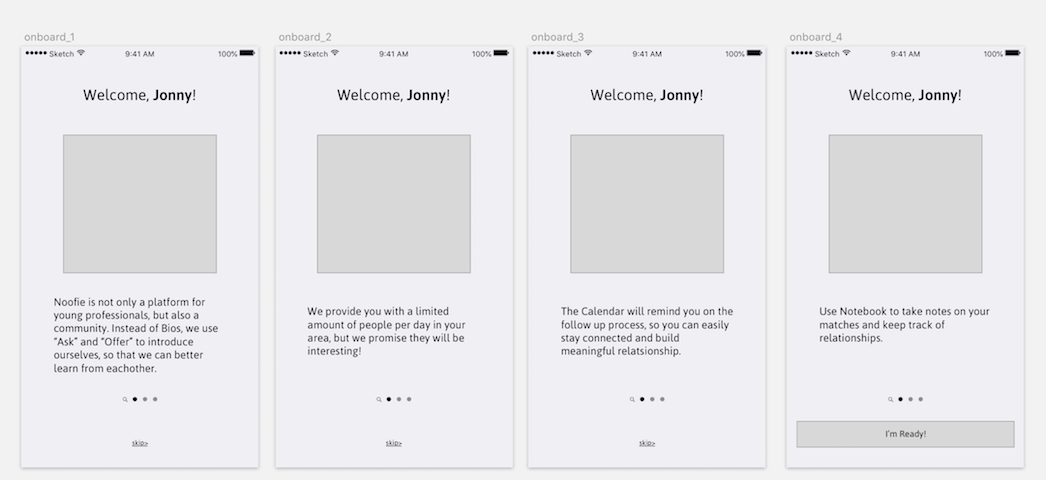 onboard_1
Sketch 9:41 AM 100%
Welcome, Jonny!
Noofie is not only a platform for
young professionals, but also a
community. Instead of Bios, we use
“Ask” and “Offer” to introduce
ourselves, so that we can better
learn from eachother.
skip>
onboard_2
Sketch 9:41 AM 100%
Welcome, Jonny!
We provide you with a limited
amount of people per day in your
area, but we promise they will be
interesting!
skip>
onboard_3
Sketch 9:41 AM 100%
Welcome, Jonny!
The Calendar will remind you on the
follow up process, so you can easily
stay connected and build
meaningful relatsionship.
skip>
onboard_4
Sketch 9:41 AM 100%
Welcome, Jonny!
Use Notebook to take notes on your
matches and keep track of
relationships.
I'm Ready!